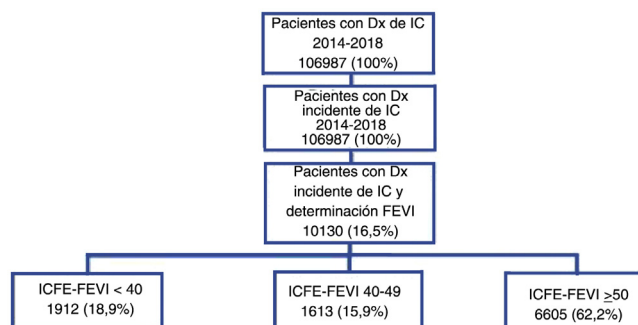 Pacientes con Dx de IC
2014-2018
106987 (100%)
Pacientes con Dx
incidente de IC
2014-2018
106987 (100%)
Pacientes con Dx
incidente de IC y
determinación FEVI
10130 (16,5%)
ICFE-FEVI < 40
1912 (18,9%)
ICFE-FEVI 40-49
1613 (15,9%)
ICFE-FEVI ≥50
6605 (62,2%)